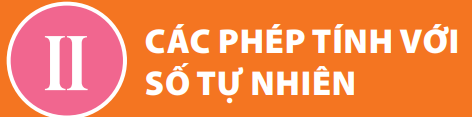 II
CÁC PHÉP TÍNH VỚI
SỐ TỰ NHIÊN